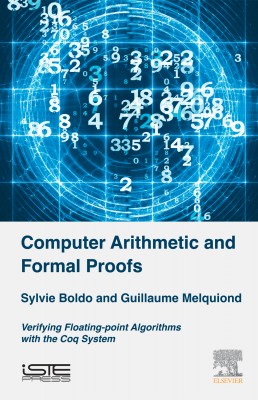 Computer Arithmetic and
Formal Proofs
Sylvie Boldo and Guillaume Melquiond
Verifying Floating-point Algorithms
with the Coq System
iSTE
PRESS
ELSEVIER